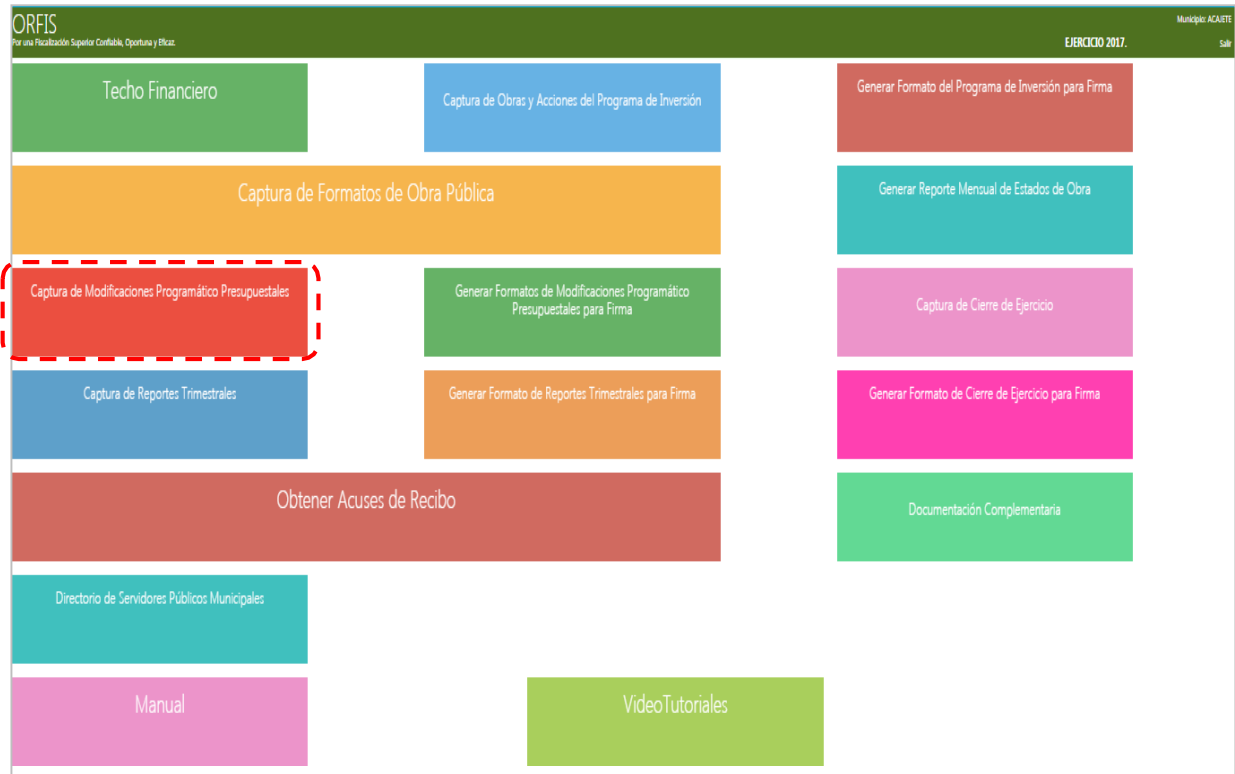 ORFIS
Por una Fiscalización Superior Confiable, Oportuna y Eficaz.
Municipio: ACAJETE
EJERCICIO 2017.
Salir
Techo Financiero
Captura de Obras y Acciones del Programa de Inversión
Generar Formato del Programa de Inversión para Firma
Captura de Formatos de Obra Pública
Generar Reporte Mensual de Estados de Obra
Captura de Modificaciones Programático Presupuestales
Generar Formatos de Modificaciones Programático
Presupuestales para Firma
Captura de Cierre de Ejercicio
Captura de Reportes Trimestrales
Generar Formato de Reportes Trimestrales para Firma
Generar Formato de Cierre de Ejercicio para Firma
Obtener Acuses de Recibo
Documentación Complementaria
Directorio de Servidores Públicos Municipales
Manual
VideoTutoriales